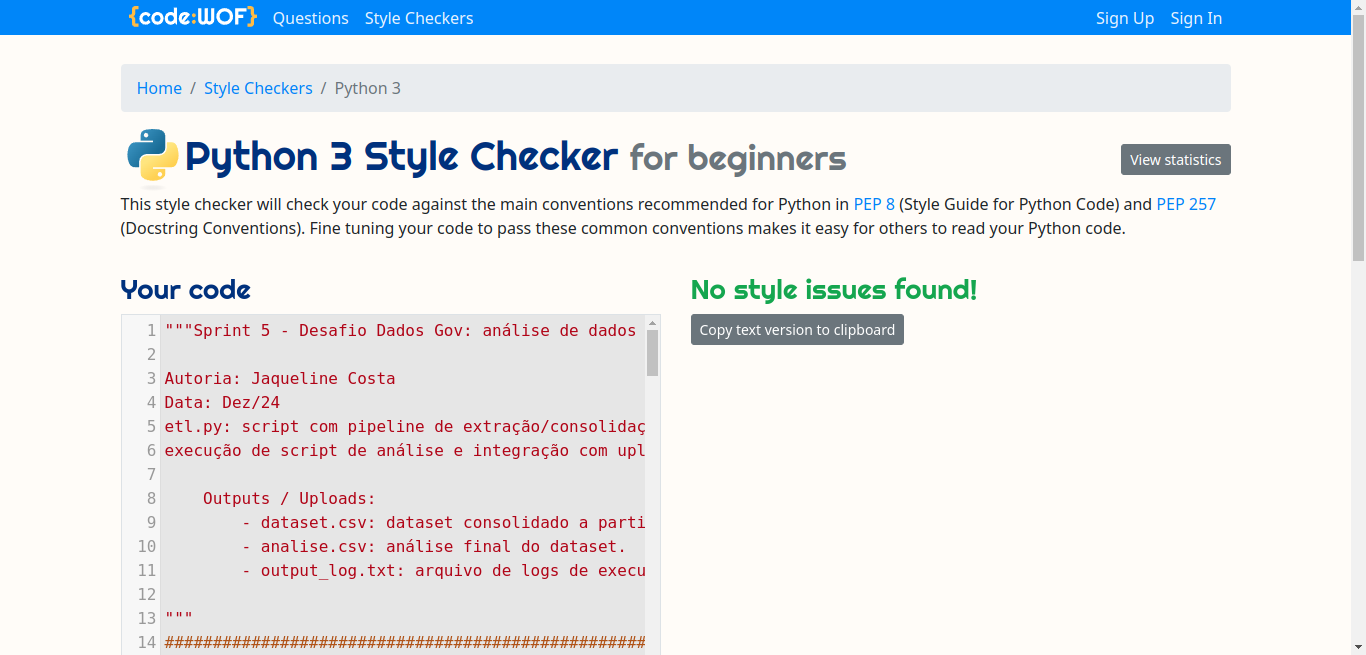 {code:WOF} Questions Style Checkers Sign Up Sign In
Home / Style Checkers / Python 3
Python 3 Style Checker for beginners
View statistics
This style checker will check your code against the main conventions recommended for Python in PEP 8 (Style Guide for Python Code) and PEP 257
(Docstring Conventions). Fine tuning your code to pass these common conventions makes it easy for others to read your Python code.
Your code
1 """Sprint 5 - Desafio Dados Gov: análise de dados
2
3 Autoria: Jaqueline Costa
4 Data: Dez/24
5 etl.py: script com pipeline de extração/consolidaç
6 execução de script de análise e integração com upl
7
8 Outputs / Uploads:
9 - dataset.csv: dataset consolidado a parti
10 - analise.csv: análise final do dataset.
11 - output_log.txt: arquivo de logs de execu
12
13 """
14 ##################################################
No style issues found!
Copy text version to clipboard